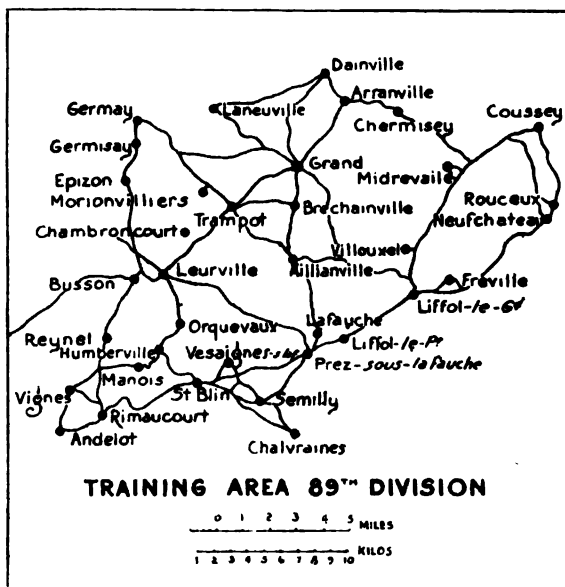 Dainville
Arranville
Germay
Laneuville
Chermisey
Coussey
Germisay
Grand
Epizon
Midrevail
Morionvilliers
Rouceux
Trampot
Brechainville
Neufchateau
Chambroncourt
Villouxel
Leurville
Aillianville
Busson
Freville
Liffol-le-Gd
Orquevaux
Lafauche
Reynel
Liffol-le-Pt
Humberville
Vesaignes-
Prez-sous-lafauche
Manois
Vignes
St Blin
Semilly
Rimaucourt
Andelot
Chalvraines
TRAINING AREA 89TH DIVISION
0 1 2 3 4 5 MILES
1 2 3 4 5 6 7 8 9 10 KILOS